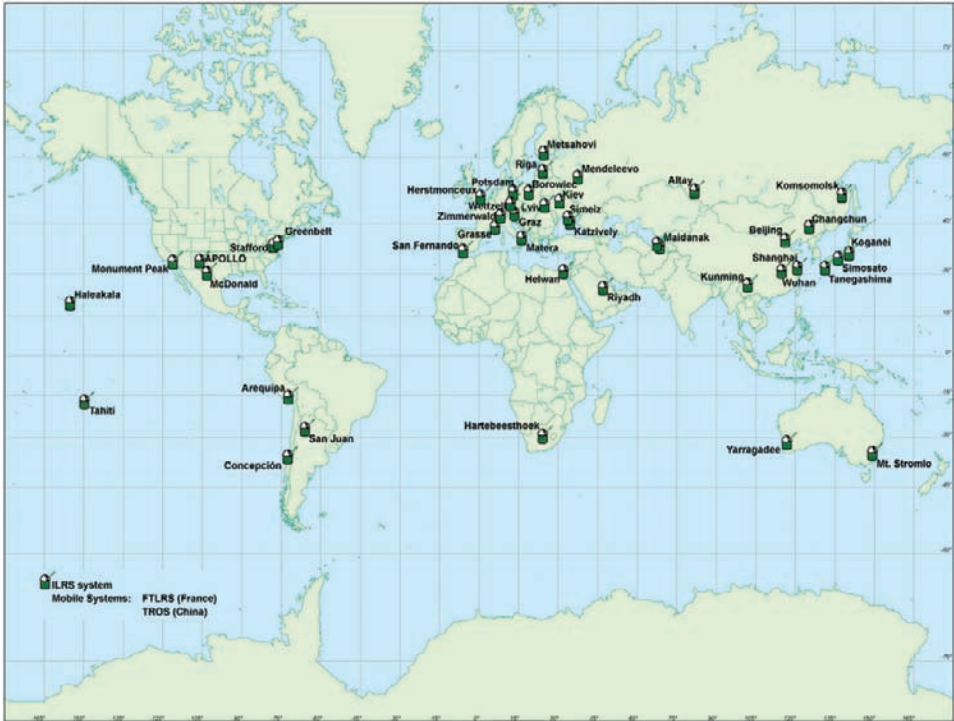 Metsahovi
Riga
Mendeleevo
Potsdam
Borowiec
Herstmonceux
Kiev
Wettzell
Lviv
Simeiz
Zimmerwald
Graz
Katzively
Grasse
San Fernando
Matera
Altay
Komsomolsk
Changchun
Beijing
Maidanak
Koganei
Shanghai
Simosato
Kunming
Wuhan
Tanegashima
Helwan
Riyadh
Greenbelt
Stafford
APOLLO
Monument Peak
McDonald
Haleakala
Arequipa
Tahiti
San Juan
Hartebeesthoek
Concepción
Yarragadee
Mt. Stromlo
ILRS system
Mobile Systems: FTLRS (France)
TROS (China)